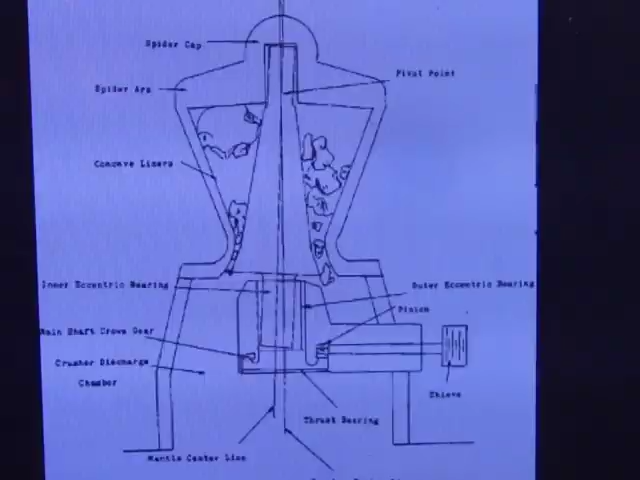 Spider Cap
Pivot Point
Spider Arm
Concave Liners
Inner Eccentric Bearing
Outer Eccentric Bearing
Pinion
Main Shaft Crown Gear
Crusher Discharge
Chamber
Shieve
Thrust Bearing
Mantle Center Line